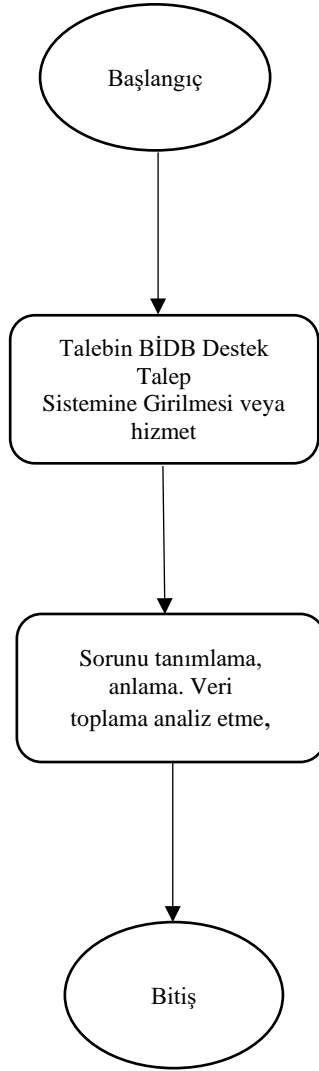 Başlangıç
Talebin BİDB Destek
Talep
Sistemine Girilmesi veya
hizmet
Sorunu tanımlama,
anlama. Veri
toplama analiz etme,
Bitiş